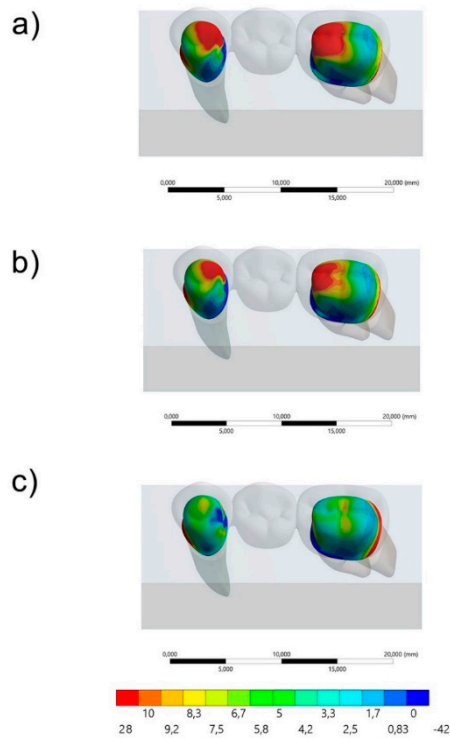 a)
0,000 10,000 20,000 (mm)
5,000 15,000
b)
0,000 10,000 20,000 (mm)
5,000 15,000
c)
0,000 10,000 20,000 (mm)
5,000 15,000
10 8,3 6,7 5 3,3 1,7 0
28 9,2 7,5 5,8 4,2 2,5 0,83 -42